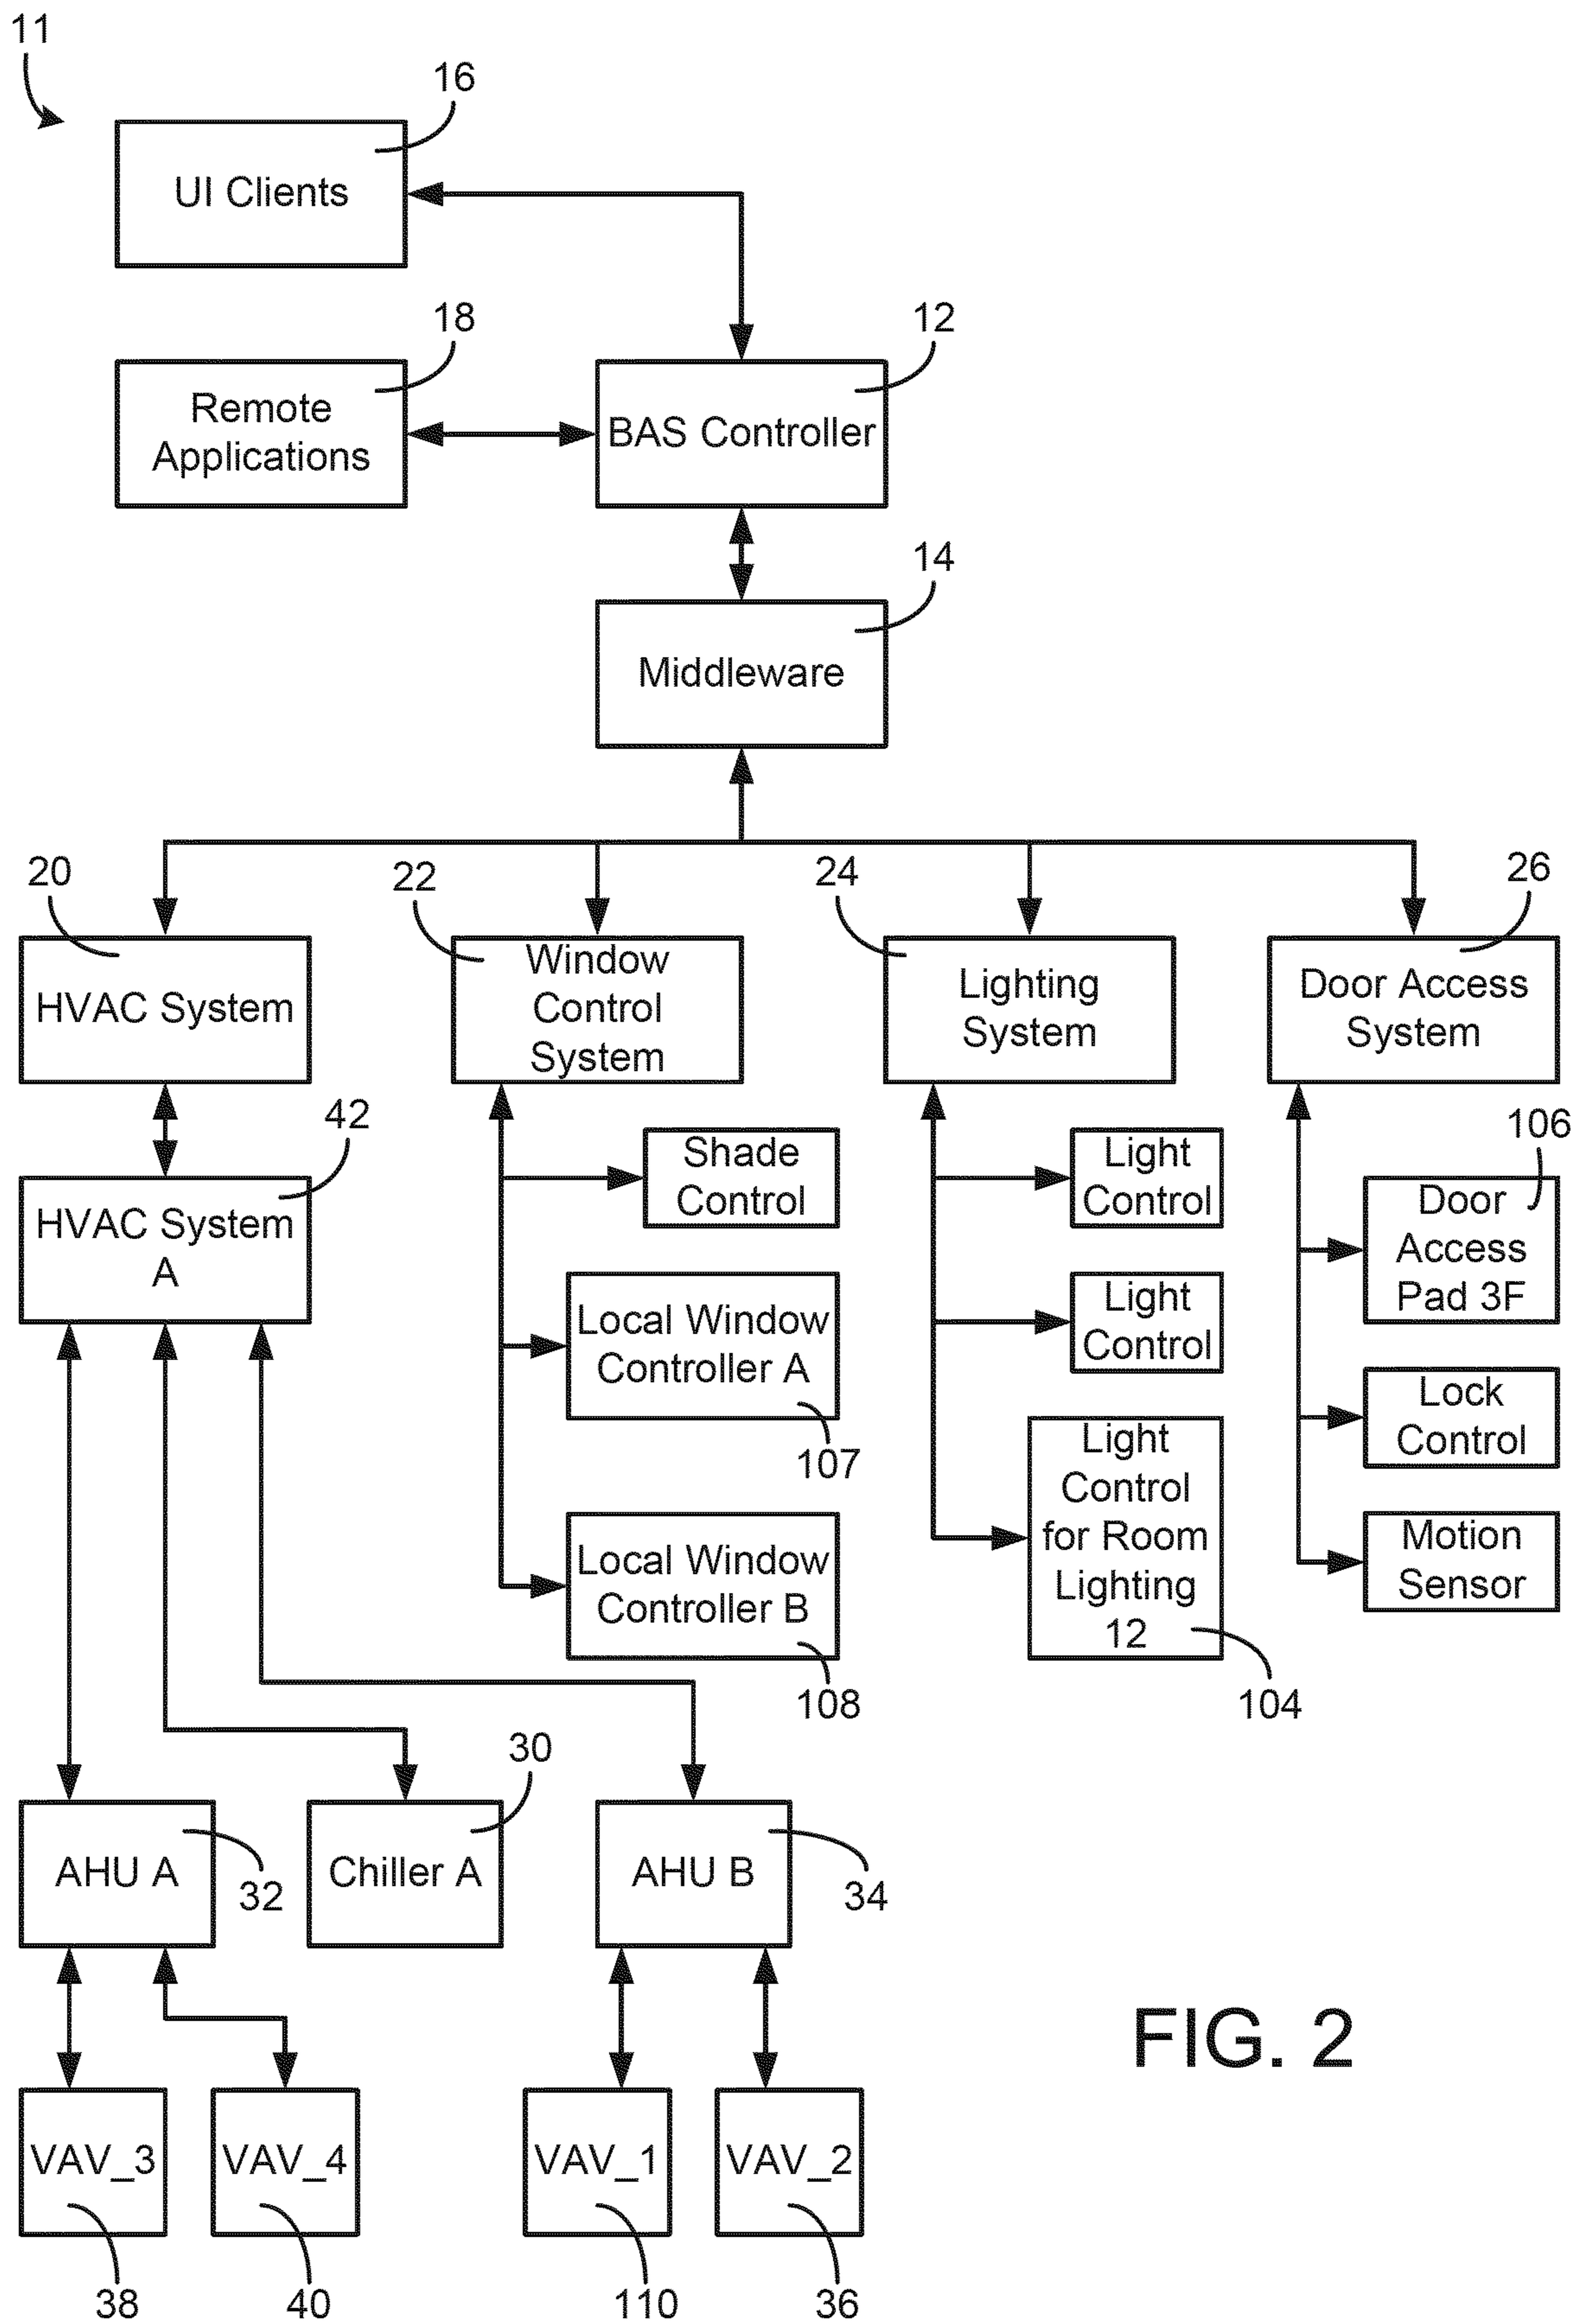 11
16
UI Clients
18
12
Remote
Applications
BAS Controller
14
Middleware
20
22
24
26
HVAC System
Window
Control
System
Lighting
System
Door Access
System
42
HVAC System
A
Shade
Control
Local Window
Controller A
107
Local Window
Controller B
108
Light
Control
Light
Control
Light
Control
for Room
Lighting
12
104
106
Door
Access
Pad 3F
Lock
Control
Motion
Sensor
30
AHU A
32
Chiller A
AHU B
34
VAV_3
VAV_4
VAV_1
VAV_2
38
40
110
36
FIG. 2